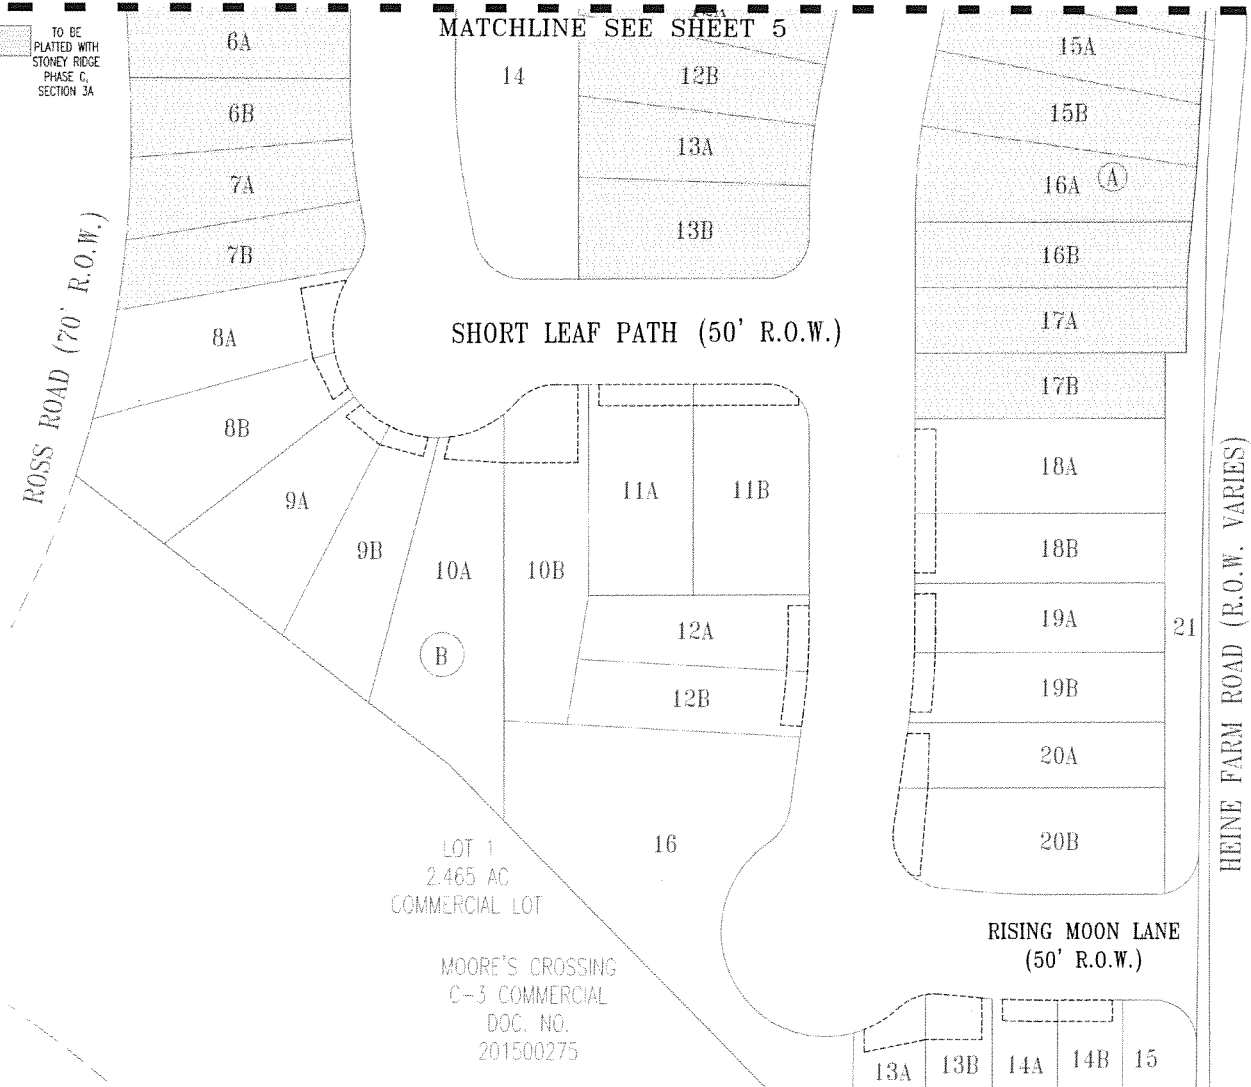 MATCHLINE SEE SHEET 5
TO BE
PLATTED WITH
STONEY RIDGE
PHASE C,
SECTION 3A
6A
6B
7A
7B
8A
8B
9A
9B
10A
10B
B
14
12B
13A
13B
SHORT LEAF PATH (50' R.O.W.)
11A
11B
12A
12B
16
15A
15B
16A
A
16B
17A
17B
18A
18B
19A
19B
20A
20B
21
ROSS ROAD (70' R.O.W.)
HEINE FARM ROAD (R.O.W. VARIES)
LOT 1
2.465 AC
COMMERCIAL LOT
MOORE'S CROSSING
C-3 COMMERCIAL
DOC. NO.
201500275
RISING MOON LANE
(50' R.O.W.)
13A
13B
14A
14B
15